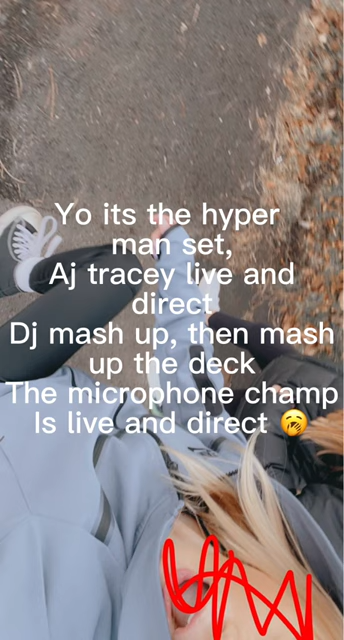 Yo its the hyper
man set,
Aj tracey live and
direct
Dj mash up, then mash
up the deck
The microphone champ
Is live and direct 🥱